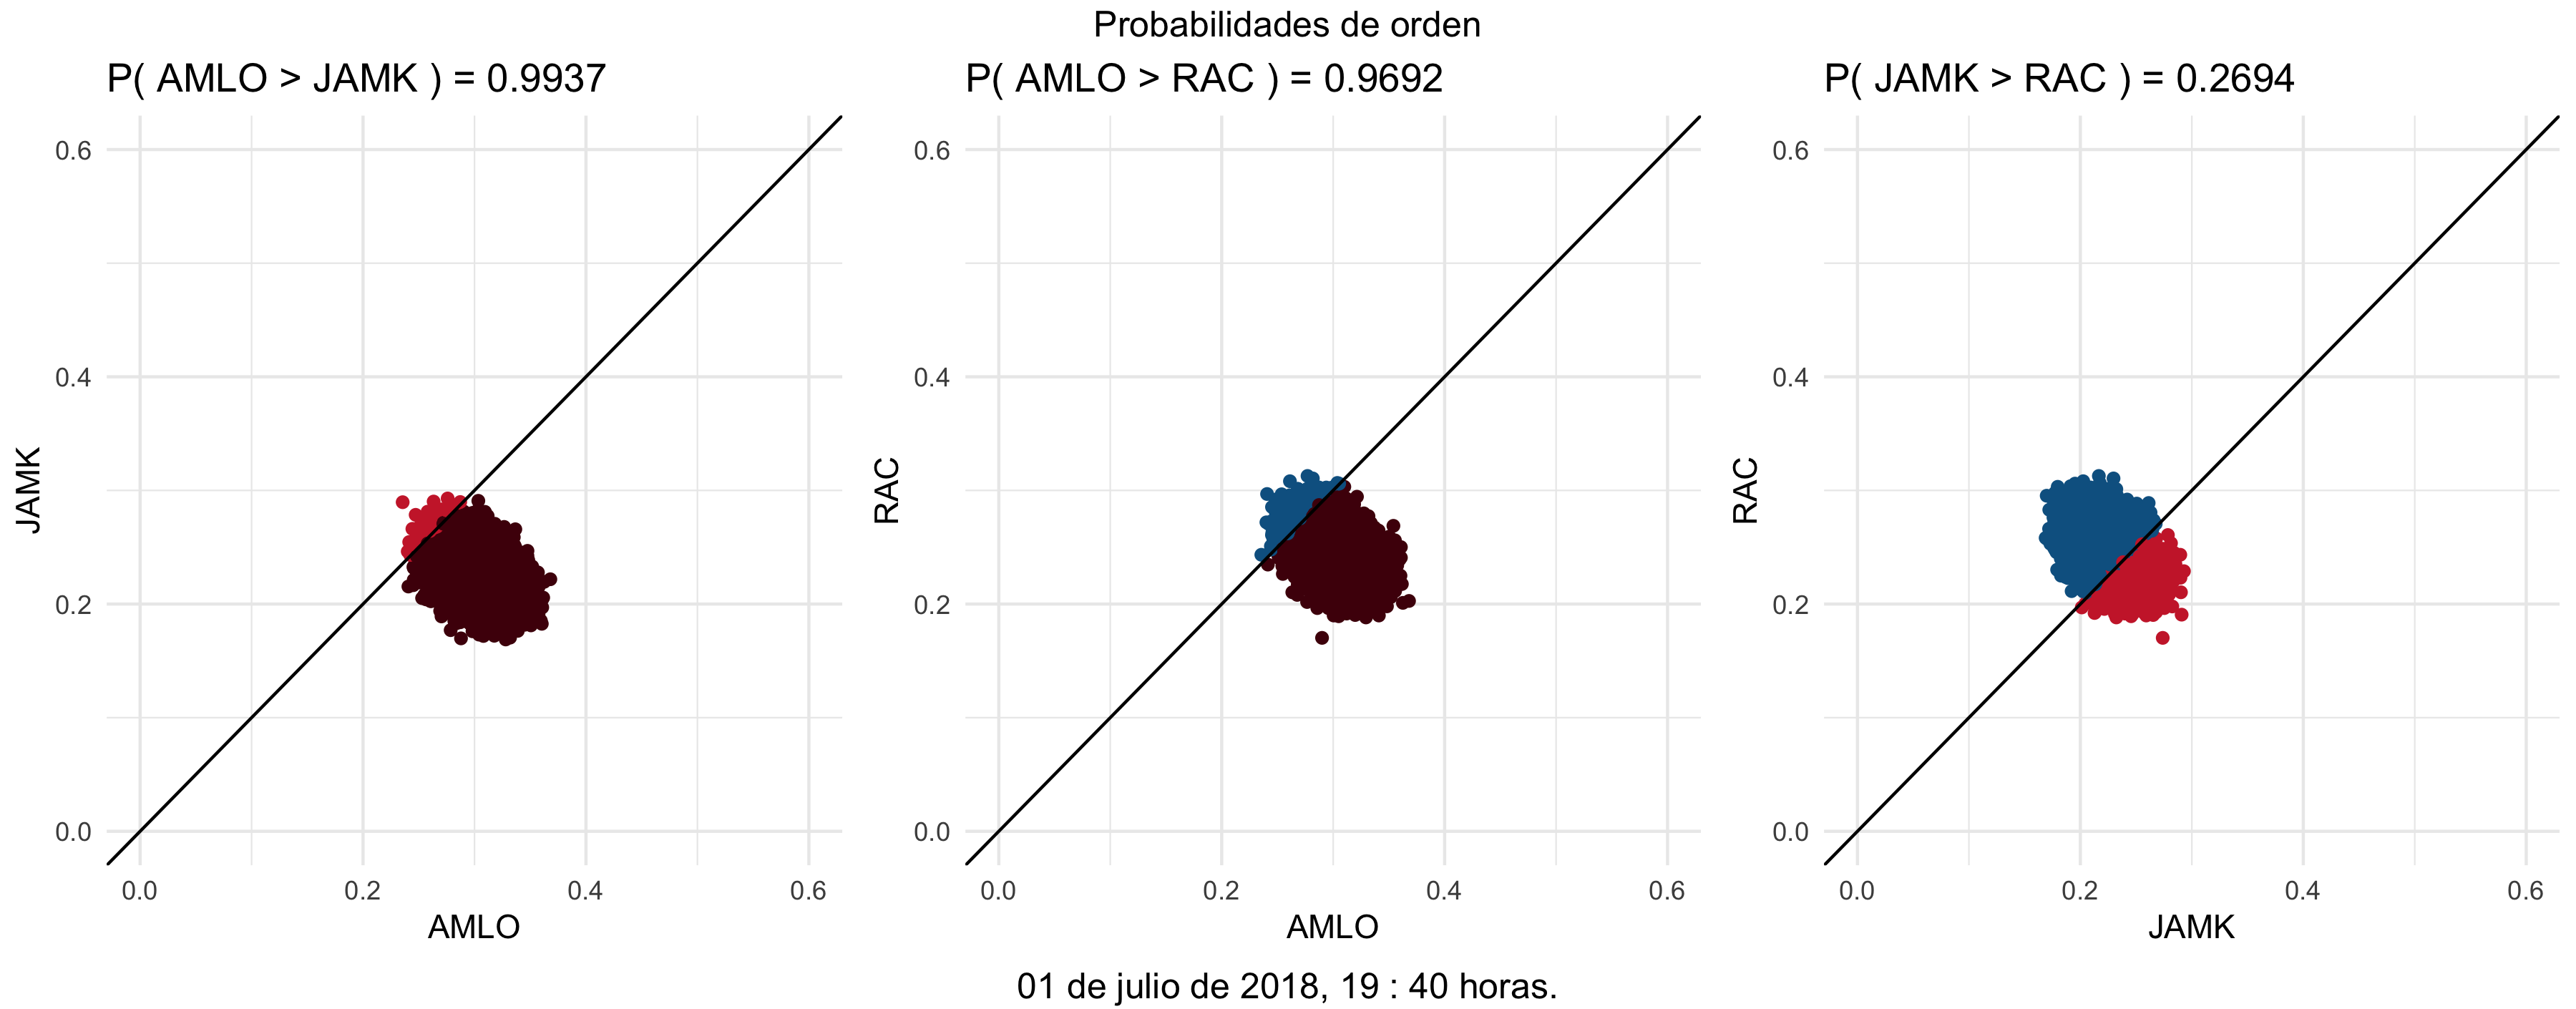 Probabilidades de orden
P( AMLO > JAMK ) = 0.9937
P( AMLO > RAC ) = 0.9692
P( JAMK > RAC ) = 0.2694
0.6
0.4
0.2
0.0
JAMK
0.0 0.2 0.4 0.6
AMLO
0.6
0.4
0.2
0.0
RAC
0.0 0.2 0.4 0.6
AMLO
0.6
0.4
0.2
0.0
RAC
0.0 0.2 0.4 0.6
JAMK
01 de julio de 2018, 19 : 40 horas.